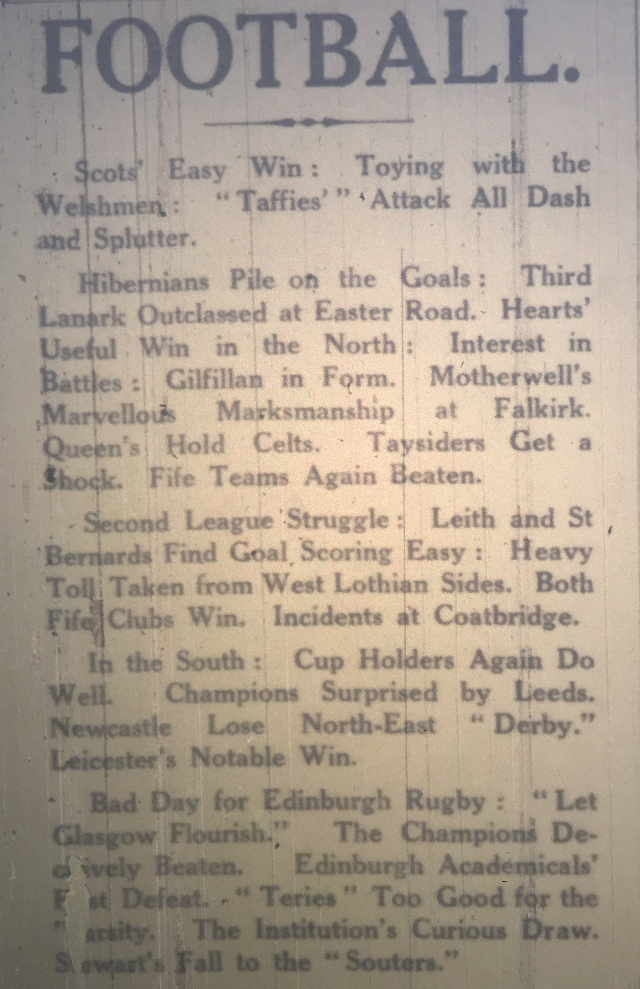 FOOTBALL.
Scots' Easy Win : Toying with the
Welshmen : "Taffies'" Attack All Dash
and Splutter.
Hibernians Pile on the Goals : Third
Lanark Outclassed at Easter Road. Hearts'
Useful Win in the North : Interest in
Battles : Gilfillan in Form. Motherwell's
Marvellous Marksmanship at Falkirk.
Queen's Hold Celts. Taysiders Get a
Shock. Fife Teams Again Beaten.
Second League Struggle : Leith and St
Bernards Find Goal Scoring Easy : Heavy
Toll Taken from West Lothian Sides. Both
Fife Clubs Win. Incidents at Coatbridge.
In the South : Cup Holders Again Do
Well. Champions Surprised by Leeds.
Newcastle Lose North-East "Derby."
Leicester's Notable Win.
Bad Day for Edinburgh Rugby : "Let
Glasgow Flourish." The Champions De-
cisively Beaten. Edinburgh Academicals'
First Defeat. "Teries" Too Good for the
"arsity. The Institution's Curious Draw.
Stewart's Fall to the "Souters."